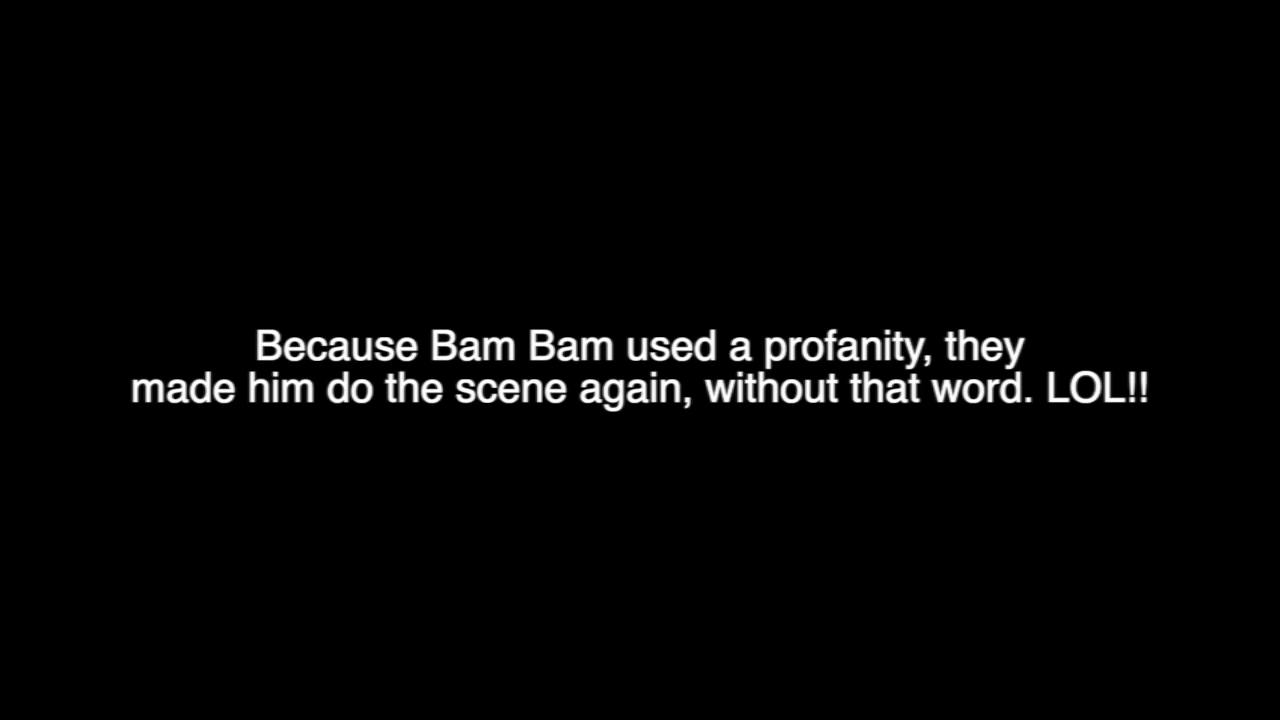 Because Bam Bam used a profanity, they
made him do the scene again, without that word. LOL!!